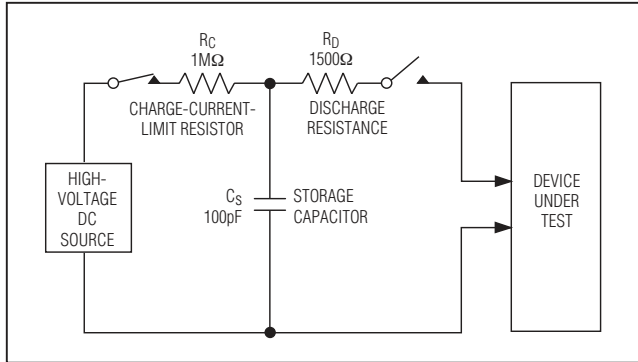 RC
1MΩ
CHARGE-CURRENT-
LIMIT RESISTOR
RD
1500Ω
DISCHARGE
RESISTANCE
HIGH-
VOLTAGE
DC
SOURCE
CS
100pF
STORAGE
CAPACITOR
DEVICE
UNDER
TEST